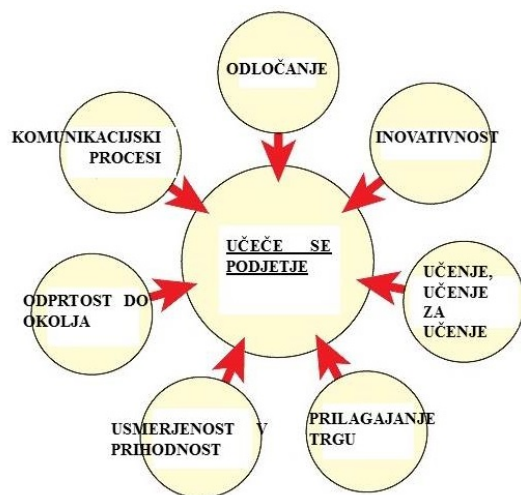 ODLOČANJE
KOMUNIKACIJSKI
PROCESI
INOVATIVNOST
UČEČE SE
PODJETJE
ODPRTOST DO
OKOLJA
UČENJE,
UČENJE
ZA
UČENJE
USMERJENOST V
PRIHODNOST
PRILAGAJANJE
TRGU